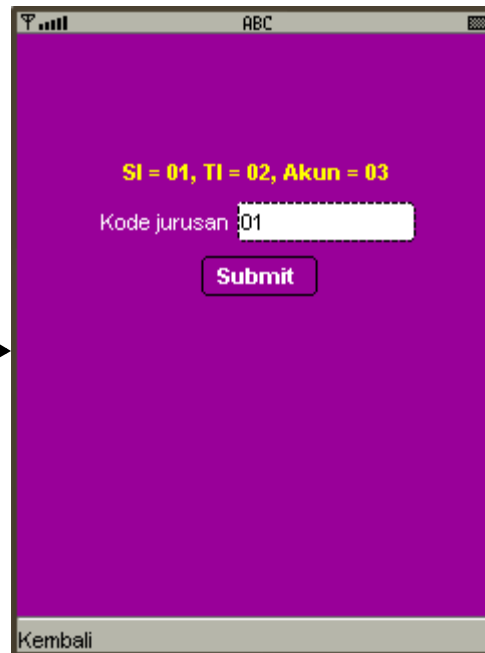 ABC
SI = 01, TI = 02, Akun = 03
Kode jurusan 01
Submit
Kembali